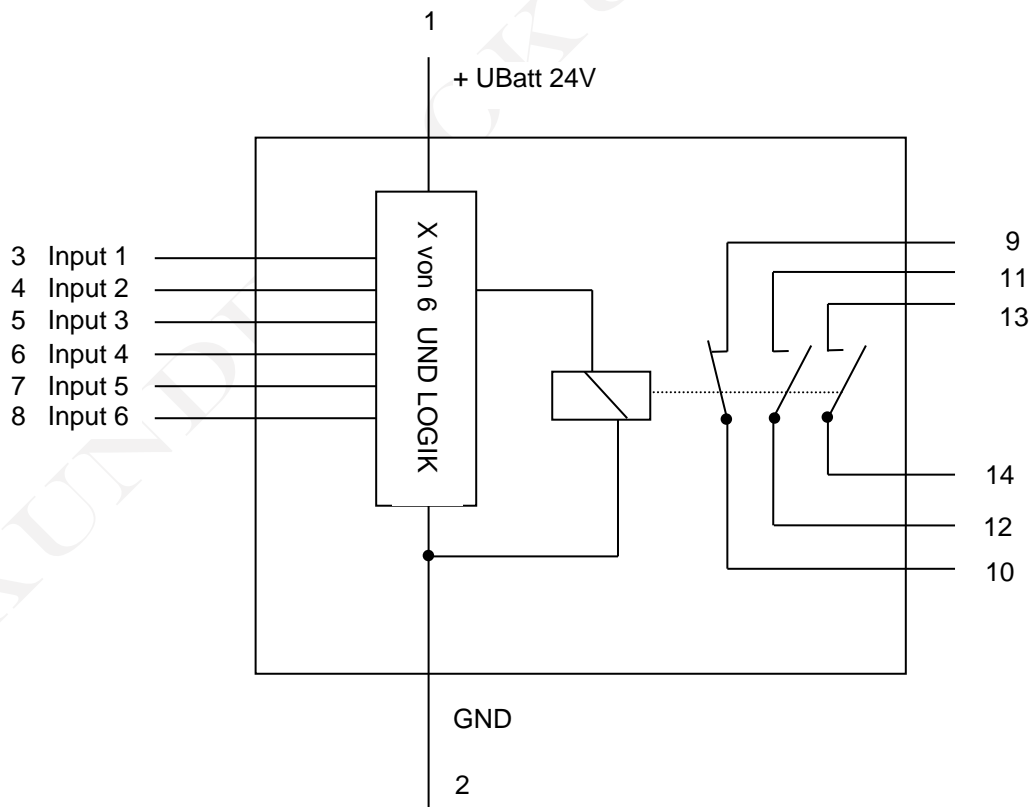 1
+ UBatt 24V
X von 6 UND LOGIK
3 Input 1
4 Input 2
5 Input 3
6 Input 4
7 Input 5
8 Input 6
9
11
13
14
12
10
GND
2